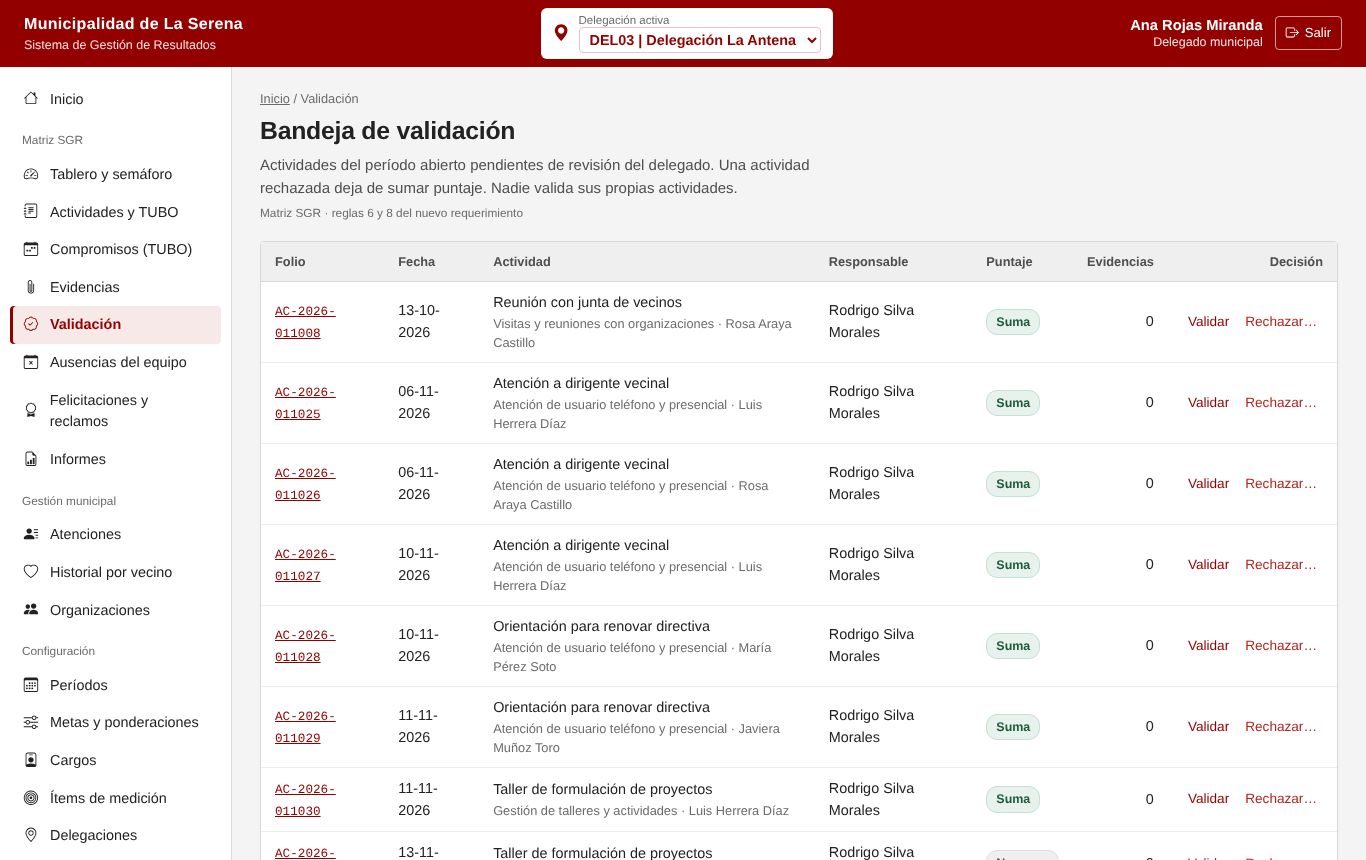 Municipalidad de La Serena
Sistema de Gestión de Resultados
Delegación activa
DEL03 | Delegación La Antena
Ana Rojas Miranda
Delegado municipal
Salir
Inicio
Matriz SGR
Tablero y semáforo
Actividades y TUBO
Compromisos (TUBO)
Evidencias
Validación
Ausencias del equipo
Felicitaciones y
reclamos
Informes
Gestión municipal
Atenciones
Historial por vecino
Organizaciones
Configuración
Períodos
Metas y ponderaciones
Cargos
Ítems de medición
Delegaciones
Inicio / Validación
Bandeja de validación
Actividades del período abierto pendientes de revisión del delegado. Una actividad
rechazada deja de sumar puntaje. Nadie valida sus propias actividades.
Matriz SGR · reglas 6 y 8 del nuevo requerimiento
Folio Fecha Actividad Responsable Puntaje Evidencias Decisión
AC-2026-
011008
13-10-
2026
Reunión con junta de vecinos
Visitas y reuniones con organizaciones · Rosa Araya
Castillo
Rodrigo Silva
Morales
Suma
0
Validar Rechazar…
AC-2026-
011025
06-11-
2026
Atención a dirigente vecinal
Atención de usuario teléfono y presencial · Luis
Herrera Díaz
Rodrigo Silva
Morales
Suma
0
Validar Rechazar…
AC-2026-
011026
06-11-
2026
Atención a dirigente vecinal
Atención de usuario teléfono y presencial · Rosa
Araya Castillo
Rodrigo Silva
Morales
Suma
0
Validar Rechazar…
AC-2026-
011027
10-11-
2026
Atención a dirigente vecinal
Atención de usuario teléfono y presencial · Luis
Herrera Díaz
Rodrigo Silva
Morales
Suma
0
Validar Rechazar…
AC-2026-
011028
10-11-
2026
Orientación para renovar directiva
Atención de usuario teléfono y presencial · María
Pérez Soto
Rodrigo Silva
Morales
Suma
0
Validar Rechazar…
AC-2026-
011029
11-11-
2026
Orientación para renovar directiva
Atención de usuario teléfono y presencial · Javiera
Muñoz Toro
Rodrigo Silva
Morales
Suma
0
Validar Rechazar…
AC-2026-
011030
11-11-
2026
Taller de formulación de proyectos
Gestión de talleres y actividades · Luis Herrera Díaz
Rodrigo Silva
Morales
Suma
0
Validar Rechazar…
AC-2026-
13-11-
Taller de formulación de proyectos
Rodrigo Silva